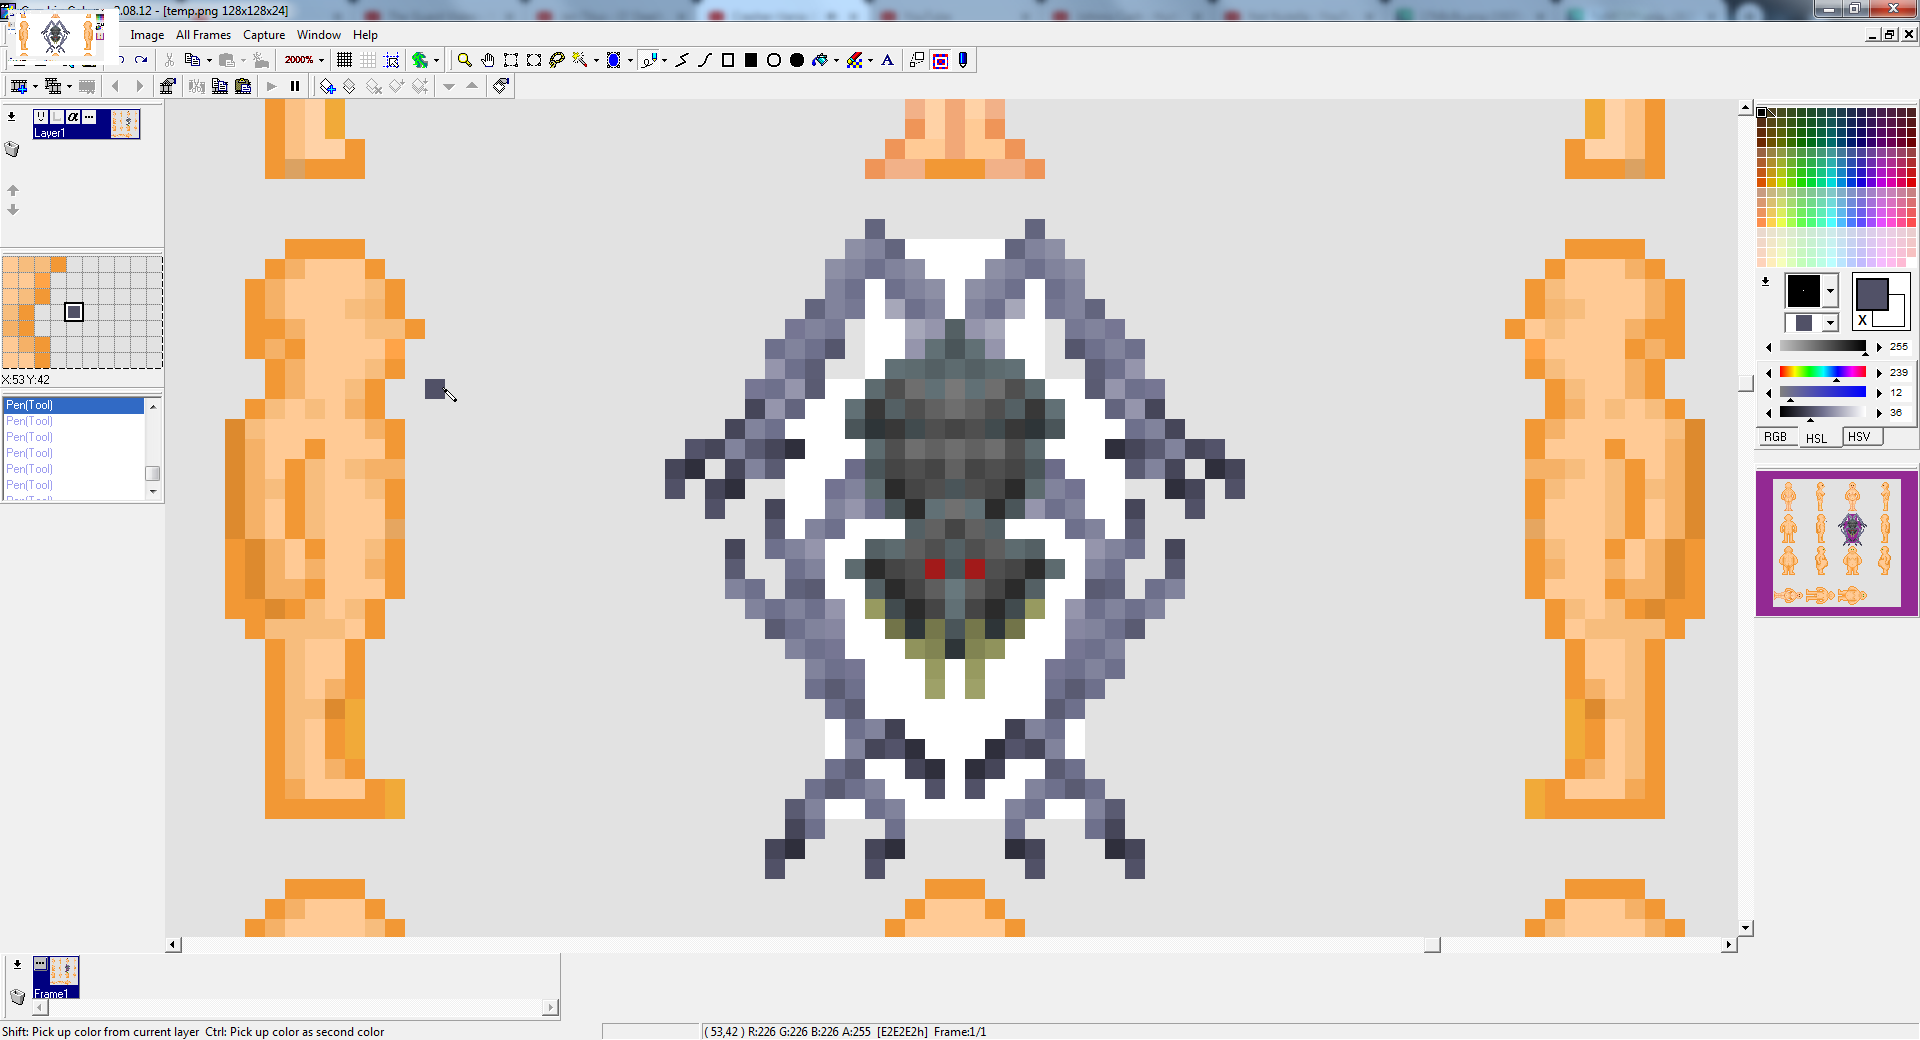 .08.12 - [temp.png 128x128x24]
Image All Frames Capture Window Help
2000%
A
α
Layer1
X:53 Y:42
Pen(Tool)
Pen(Tool)
Pen(Tool)
Pen(Tool)
Pen(Tool)
Pen(Tool)
Pen(Tool)
X
255
239
12
36
RGB HSL HSV
Frame1
Shift: Pick up color from current layer Ctrl: Pick up color as second color
( 53,42 ) R:226 G:226 B:226 A:255 [E2E2E2h] Frame:1/1